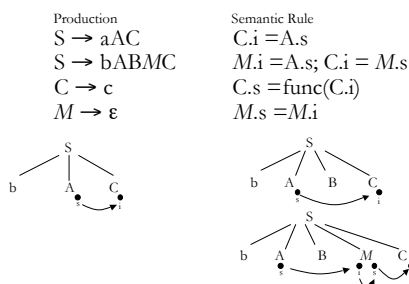 Production Semantic Rule
S → aAC C.i =A.s
S → bABMC M.i =A.s; C.i = M.s
C → c C.s =func(C.i)
M → ε M.s =M.i
S
b A C
s i
S
b A B C
s i
S
b A B M C
s i s i